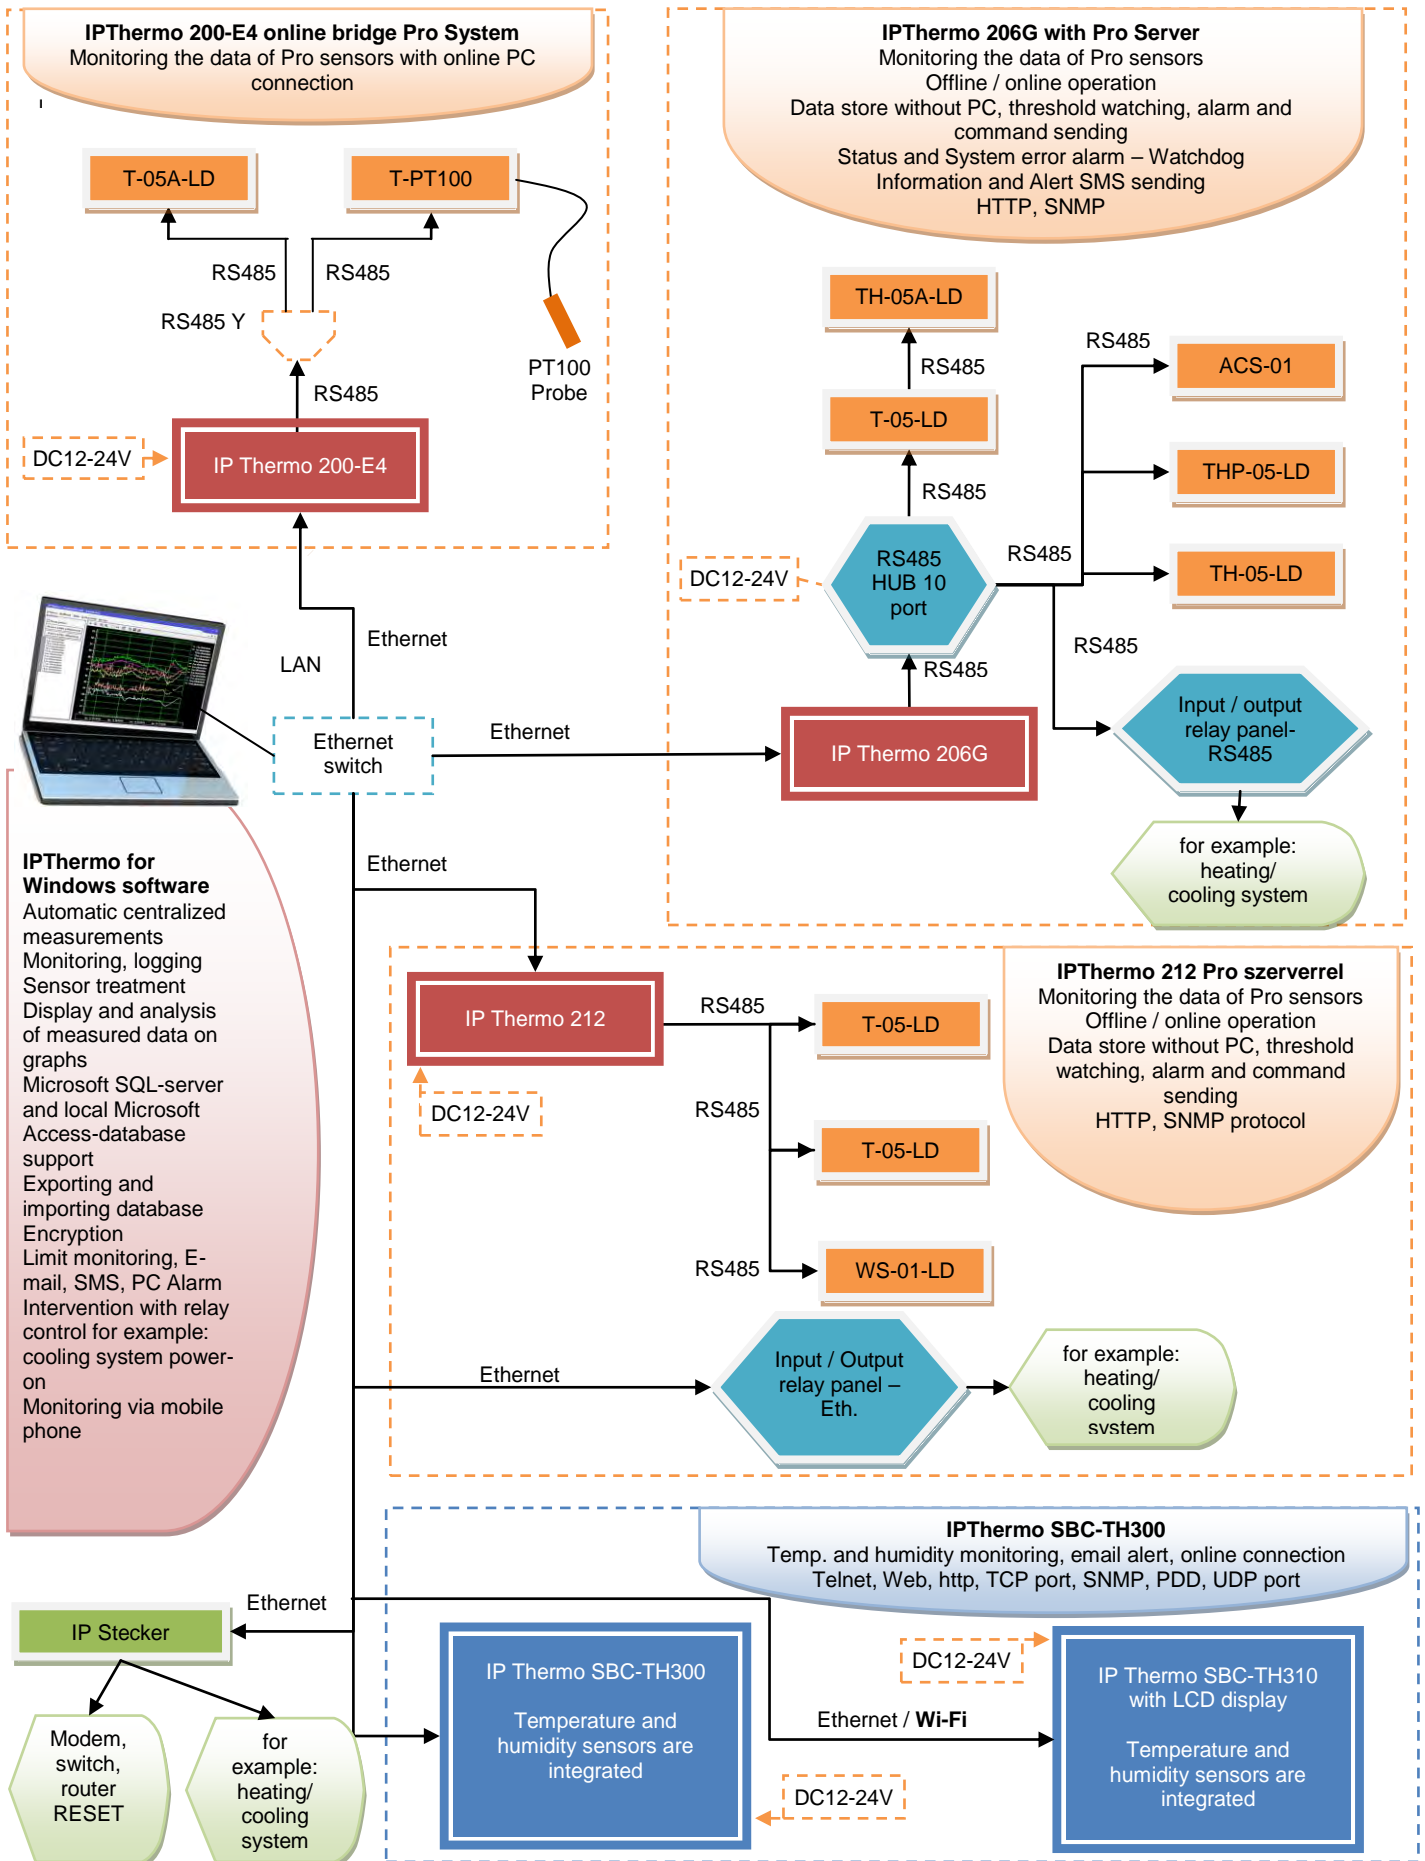 IPThermo 200-E4 online bridge Pro System
Monitoring the data of Pro sensors with online PC
connection
T-05A-LD
T-PT100
RS485
RS485
RS485 Y
PT100
Probe
RS485
DC12-24V
IP Thermo 200-E4
IPThermo 206G with Pro Server
Monitoring the data of Pro sensors
Offline / online operation
Data store without PC, threshold watching, alarm and
command sending
Status and System error alarm – Watchdog
Information and Alert SMS sending
HTTP, SNMP
TH-05A-LD
RS485
T-05-LD
RS485
RS485
ACS-01
THP-05-LD
TH-05-LD
DC12-24V
RS485
HUB 10
port
RS485
RS485
RS485
IP Thermo 206G
Input / output
relay panel-
RS485
for example:
heating/
cooling system
Ethernet
LAN
Ethernet
switch
Ethernet
IPThermo for
Windows software
Automatic centralized
measurements
Monitoring, logging
Sensor treatment
Display and analysis
of measured data on
graphs
Microsoft SQL-server
and local Microsoft
Access-database
support
Exporting and
importing database
Encryption
Limit monitoring, E-
mail, SMS, PC Alarm
Intervention with relay
control for example:
cooling system power-
on
Monitoring via mobile
phone
Ethernet
IP Thermo 212
DC12-24V
RS485
T-05-LD
RS485
T-05-LD
RS485
WS-01-LD
IPThermo 212 Pro szerverrel
Monitoring the data of Pro sensors
Offline / online operation
Data store without PC, threshold
watching, alarm and command
sending
HTTP, SNMP protocol
Ethernet
Input / Output
relay panel –
Eth.
for example:
heating/
cooling
system
IPThermo SBC-TH300
Temp. and humidity monitoring, email alert, online connection
Telnet, Web, http, TCP port, SNMP, PDD, UDP port
Ethernet
IP Stecker
Modem,
switch,
router
RESET
for
example:
heating/
cooling
system
IP Thermo SBC-TH300
Temperature and
humidity sensors are
integrated
DC12-24V
Ethernet / Wi-Fi
DC12-24V
IP Thermo SBC-TH310
with LCD display
Temperature and
humidity sensors are
integrated